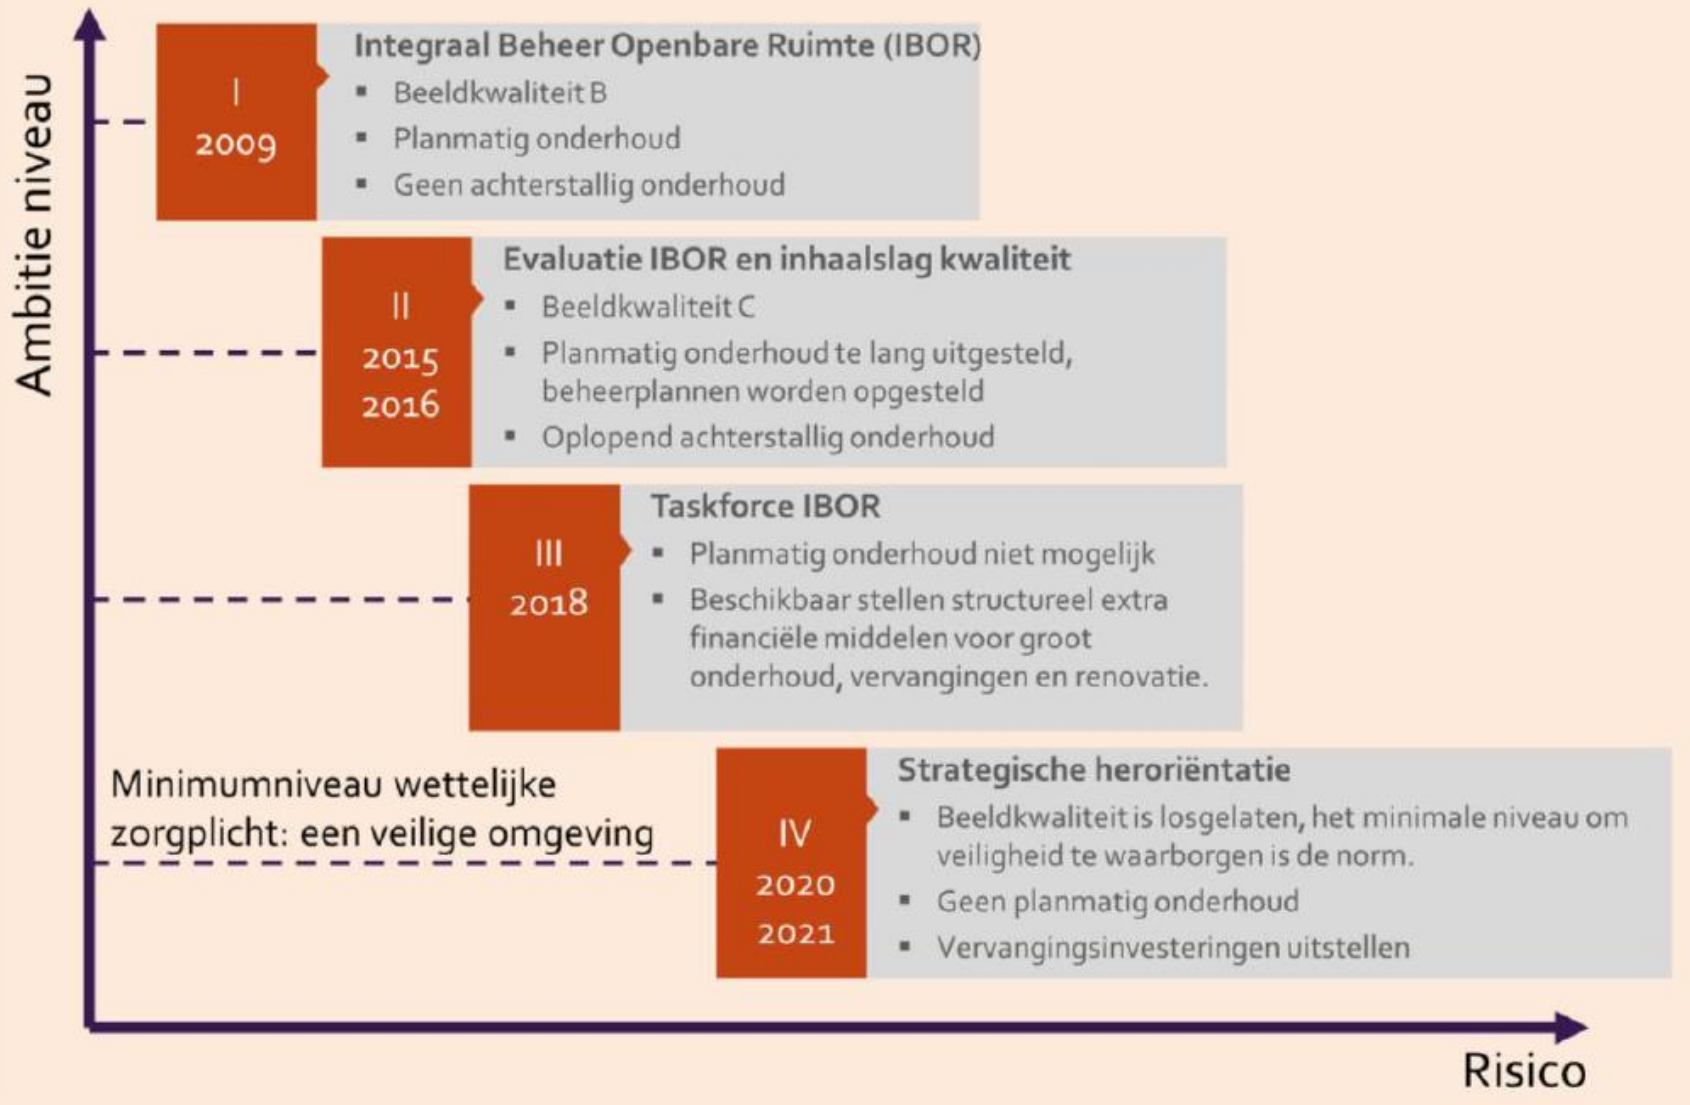 Ambitie niveau
I
2009
Integraal Beheer Openbare Ruimte (IBOR)
▪ Beeldkwaliteit B
▪ Planmatig onderhoud
▪ Geen achterstallig onderhoud
II
2015
2016
Evaluatie IBOR en inhaalslag kwaliteit
▪ Beeldkwaliteit C
▪ Planmatig onderhoud te lang uitgesteld,
beheerplannen worden opgesteld
▪ Oplopend achterstallig onderhoud
III
2018
Taskforce IBOR
▪ Planmatig onderhoud niet mogelijk
▪ Beschikbaar stellen structureel extra
financiële middelen voor groot
onderhoud, vervangingen en renovatie.
Minimumniveau wettelijke
zorgplicht: een veilige omgeving
IV
2020
2021
Strategische heroriëntatie
▪ Beeldkwaliteit is losgelaten, het minimale niveau om
veiligheid te waarborgen is de norm.
▪ Geen planmatig onderhoud
▪ Vervangingsinvesteringen uitstellen
Risico